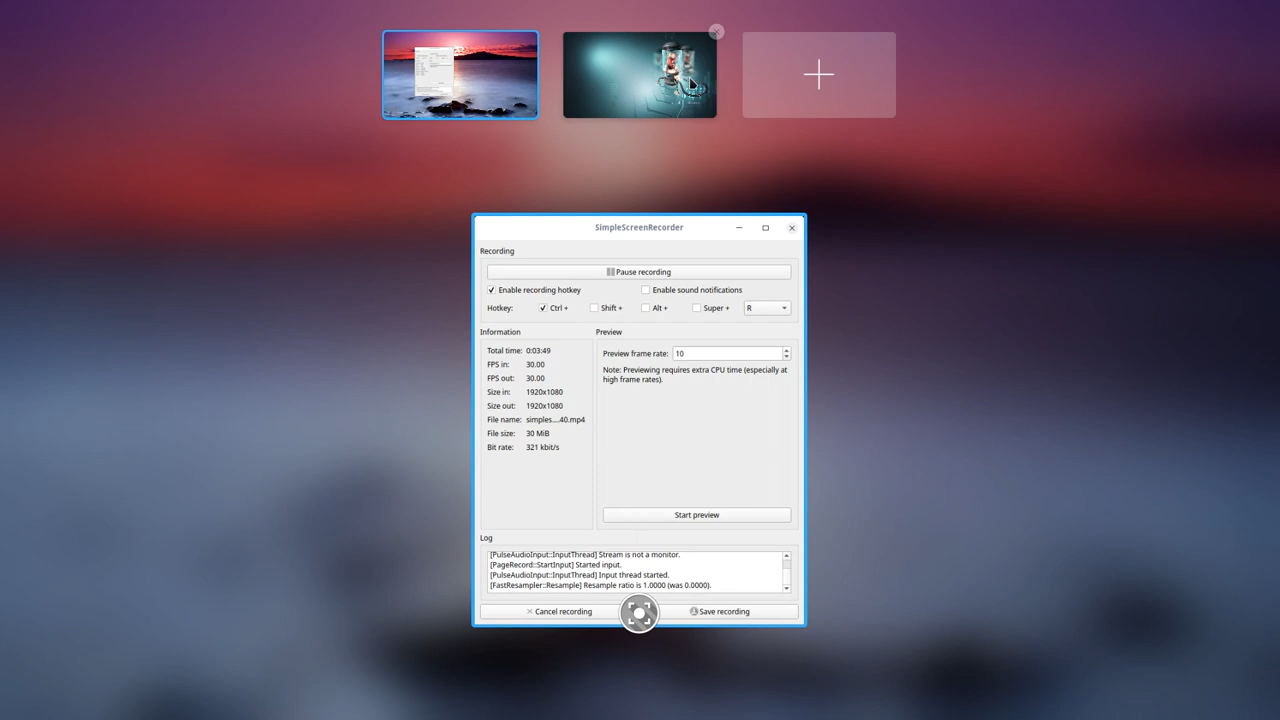 SimpleScreenRecorder
Recording
Pause recording
Enable recording hotkey
Enable sound notifications
Hotkey: Ctrl + Shift + Alt + Super + R
Information
Total time: 0:03:49
FPS in: 30.00
FPS out: 30.00
Size in: 1920x1080
Size out: 1920x1080
File name: simples....40.mp4
File size: 30 MiB
Bit rate: 321 kbit/s
Preview
Preview frame rate: 10
Note: Previewing requires extra CPU time (especially at
high frame rates).
Start preview
Log
[PulseAudioInput::InputThread] Stream is not a monitor.
[PageRecord::StartInput] Started input.
[PulseAudioInput::InputThread] Input thread started.
[FastResampler::Resample] Resample ratio is 1.0000 (was 0.0000).
Cancel recording
Save recording